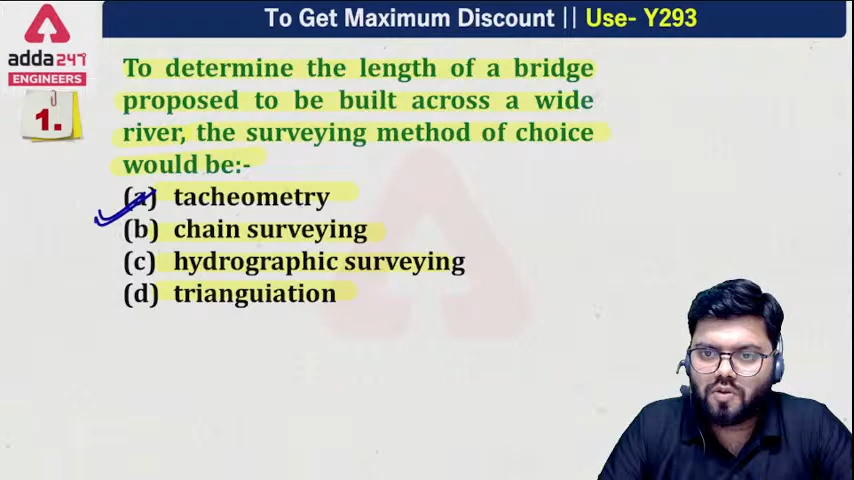 To Get Maximum Discount || Use- Y293
adda247
ENGINEERS
1.
To determine the length of a bridge
proposed to be built across a wide
river, the surveying method of choice
would be:-
(a) tacheometry
(b) chain surveying
(c) hydrographic surveying
(d) trianguiation